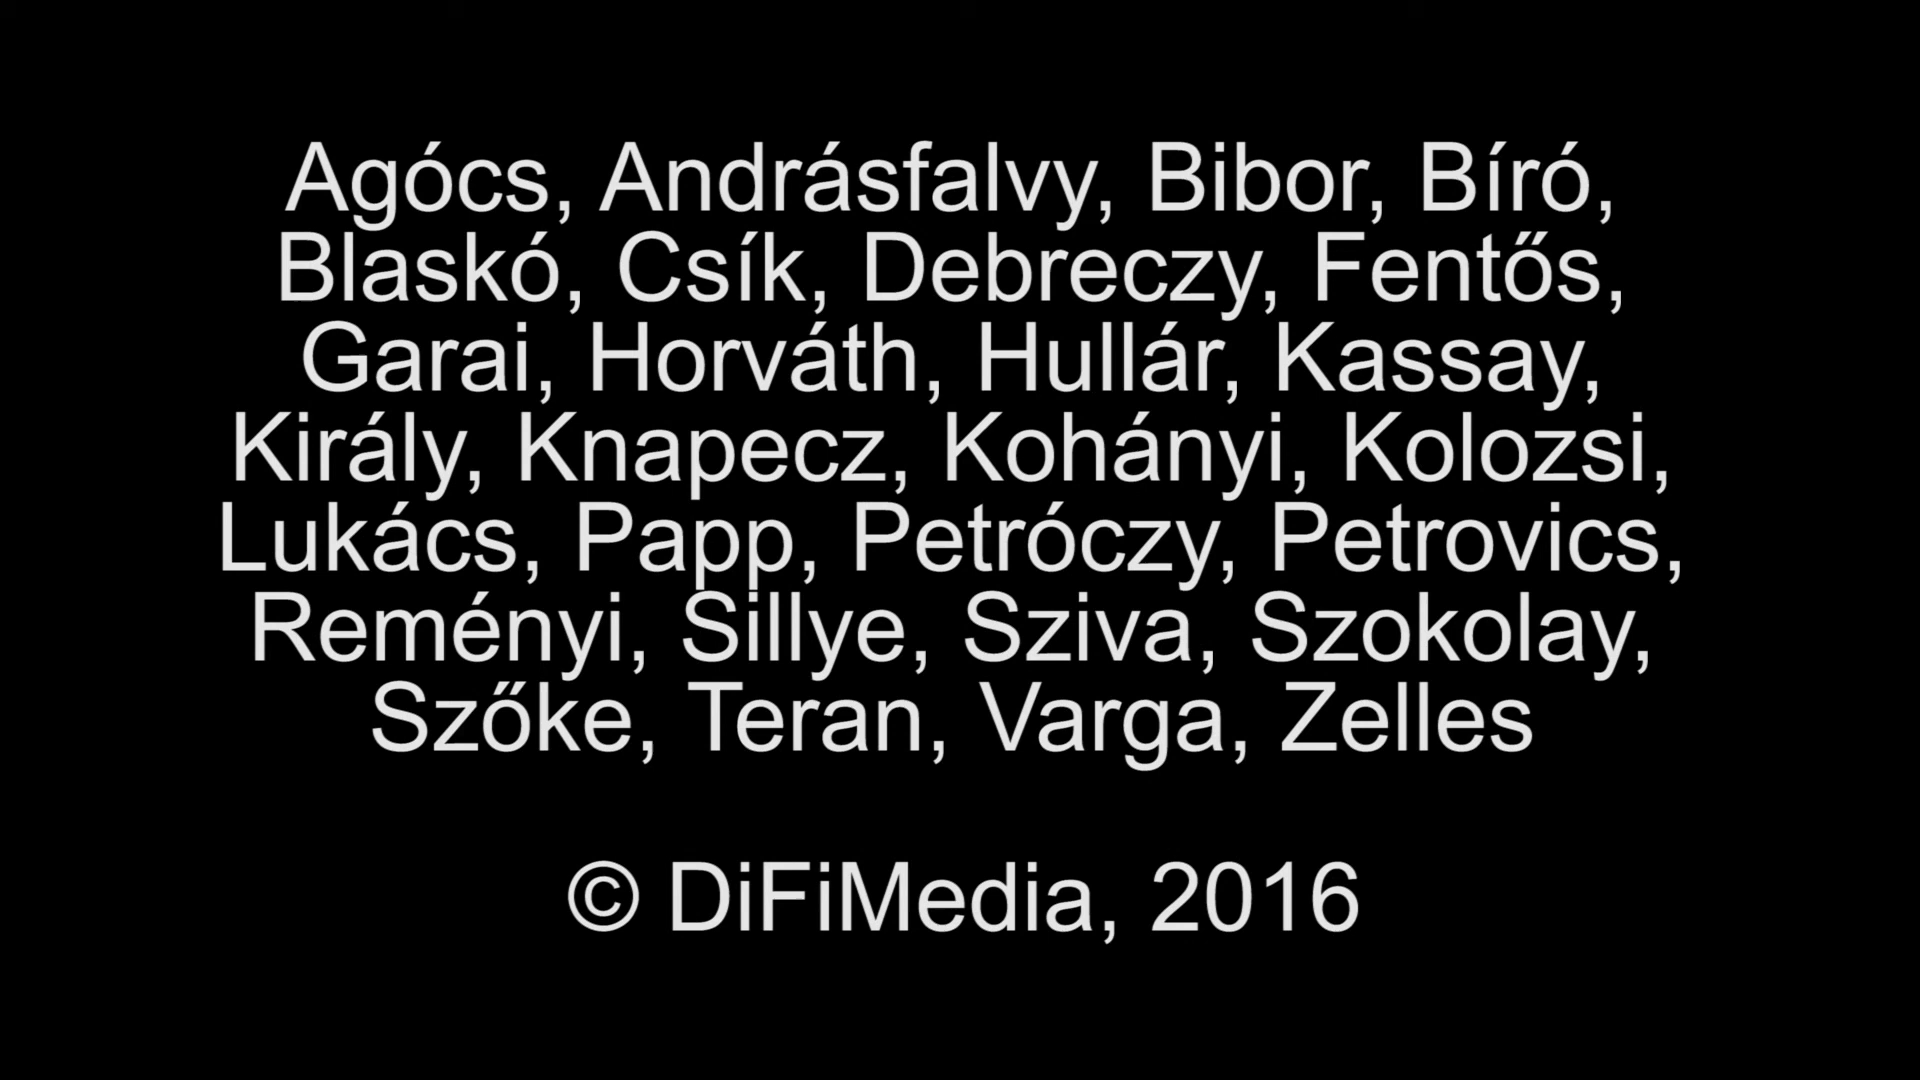 Agócs, Andrásfalvy, Bibor, Bíró,
Blaskó, Csík, Debreczy, Fentős,
Garai, Horváth, Hullár, Kassay,
Király, Knapecz, Kohányi, Kolozsi,
Lukács, Papp, Petróczy, Petrovics,
Reményi, Sillye, Sziva, Szokolay,
Szőke, Teran, Varga, Zelles
© DiFiMedia, 2016